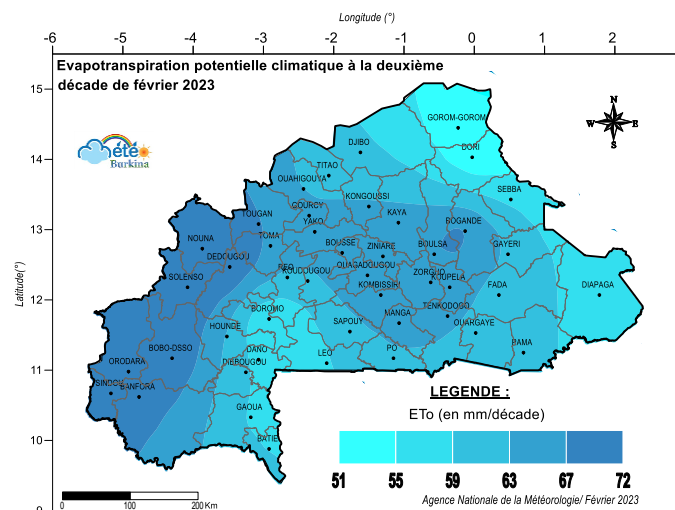 Longitude (°)
-6 -5 -4 -3 -2 -1 0 1 2
Evapotranspiration potentielle climatique à la deuxième
décade de février 2023
15
14
13
12
11
10
9
Latitude(°)
Météo
Burkina
N
W E
S
GOROM-GOROM
DJIBO
DORI
TITAO
OUAHIGOUYA
SEBBA
KONGOUSSI
GOURCY
TOUGAN
KAYA
YAKO
BOGANDE
NOUNA
TOMA
BOUSSE
ZINIARE
BOULSA
GAYERI
DEDOUGOU
OUAGADOUGOU
REO
KOUDOUGOU
ZORGHO
KOUPELA
SOLENSO
KOMBISSIRI
FADA
DIAPAGA
BOROMO
TENKODOGO
MANGA
HOUNDE
SAPOUY
OUARGAYE
BOBO-DSSO
DANO
LEO
PO
PAMA
ORODARA
DIEBOUGOU
SINDOU
BANFORA
GAOUA
BATIE
LEGENDE :
ETo (en mm/décade)
51 55 59 63 67 72
0 100 200 Km
Agence Nationale de la Météorologie/ Février 2023